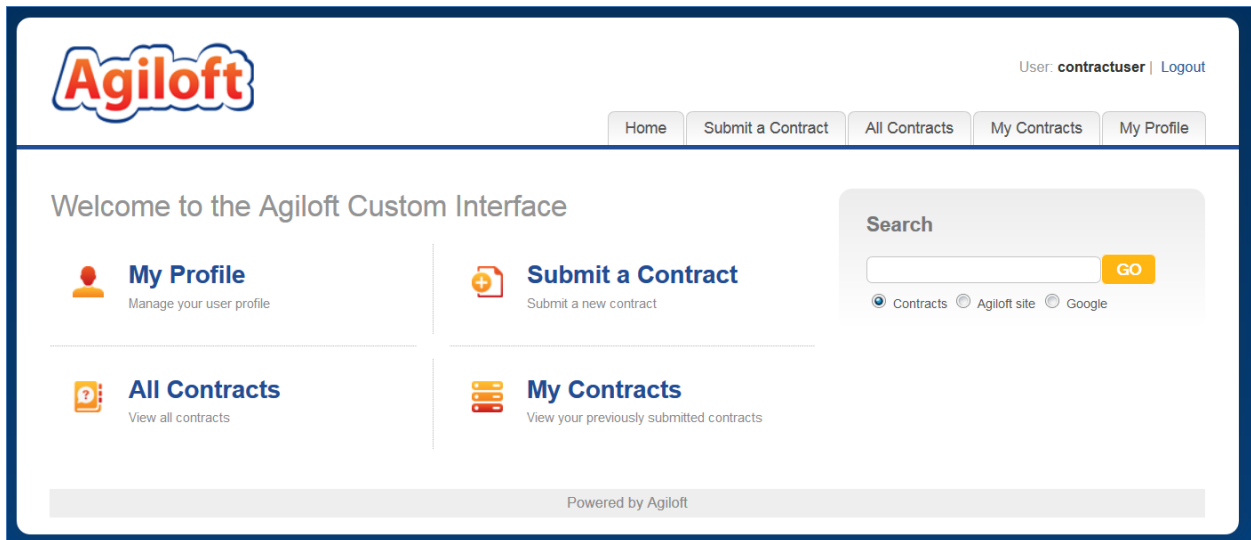 Agiloft
User: contractuser | Logout
Home Submit a Contract All Contracts My Contracts My Profile
Welcome to the Agiloft Custom Interface
My Profile
Manage your user profile
Submit a Contract
Submit a new contract
All Contracts
View all contracts
My Contracts
View your previously submitted contracts
Search
GO
Contracts Agiloft site Google
Powered by Agiloft